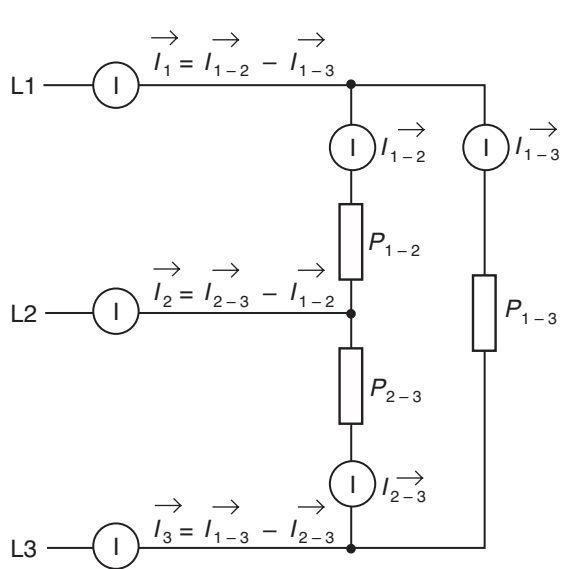 I₁ = I₁₋₂ − I₁₋₃
L1 I
I I₁₋₂ I I₁₋₃
P₁₋₂
I₂ = I₂₋₃ − I₁₋₂
L2 I
P₁₋₃
P₂₋₃
I I₂₋₃
I₃ = I₁₋₃ − I₂₋₃
L3 I